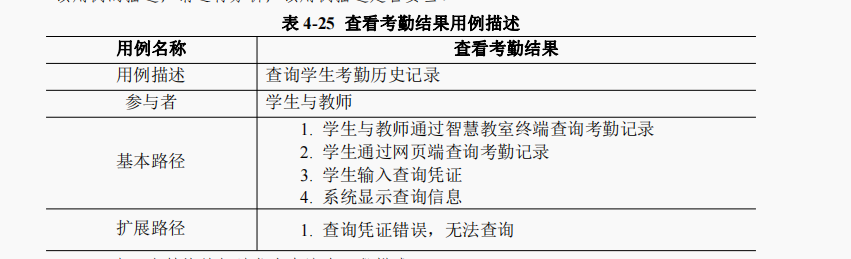 表 4-25 查看考勤结果用例描述
用例名称 查看考勤结果
用例描述 查询学生考勤历史记录
参与者 学生与教师
基本路径
1. 学生与教师通过智慧教室终端查询考勤记录
2. 学生通过网页端查询考勤记录
3. 学生输入查询凭证
4. 系统显示查询信息
扩展路径 1. 查询凭证错误，无法查询